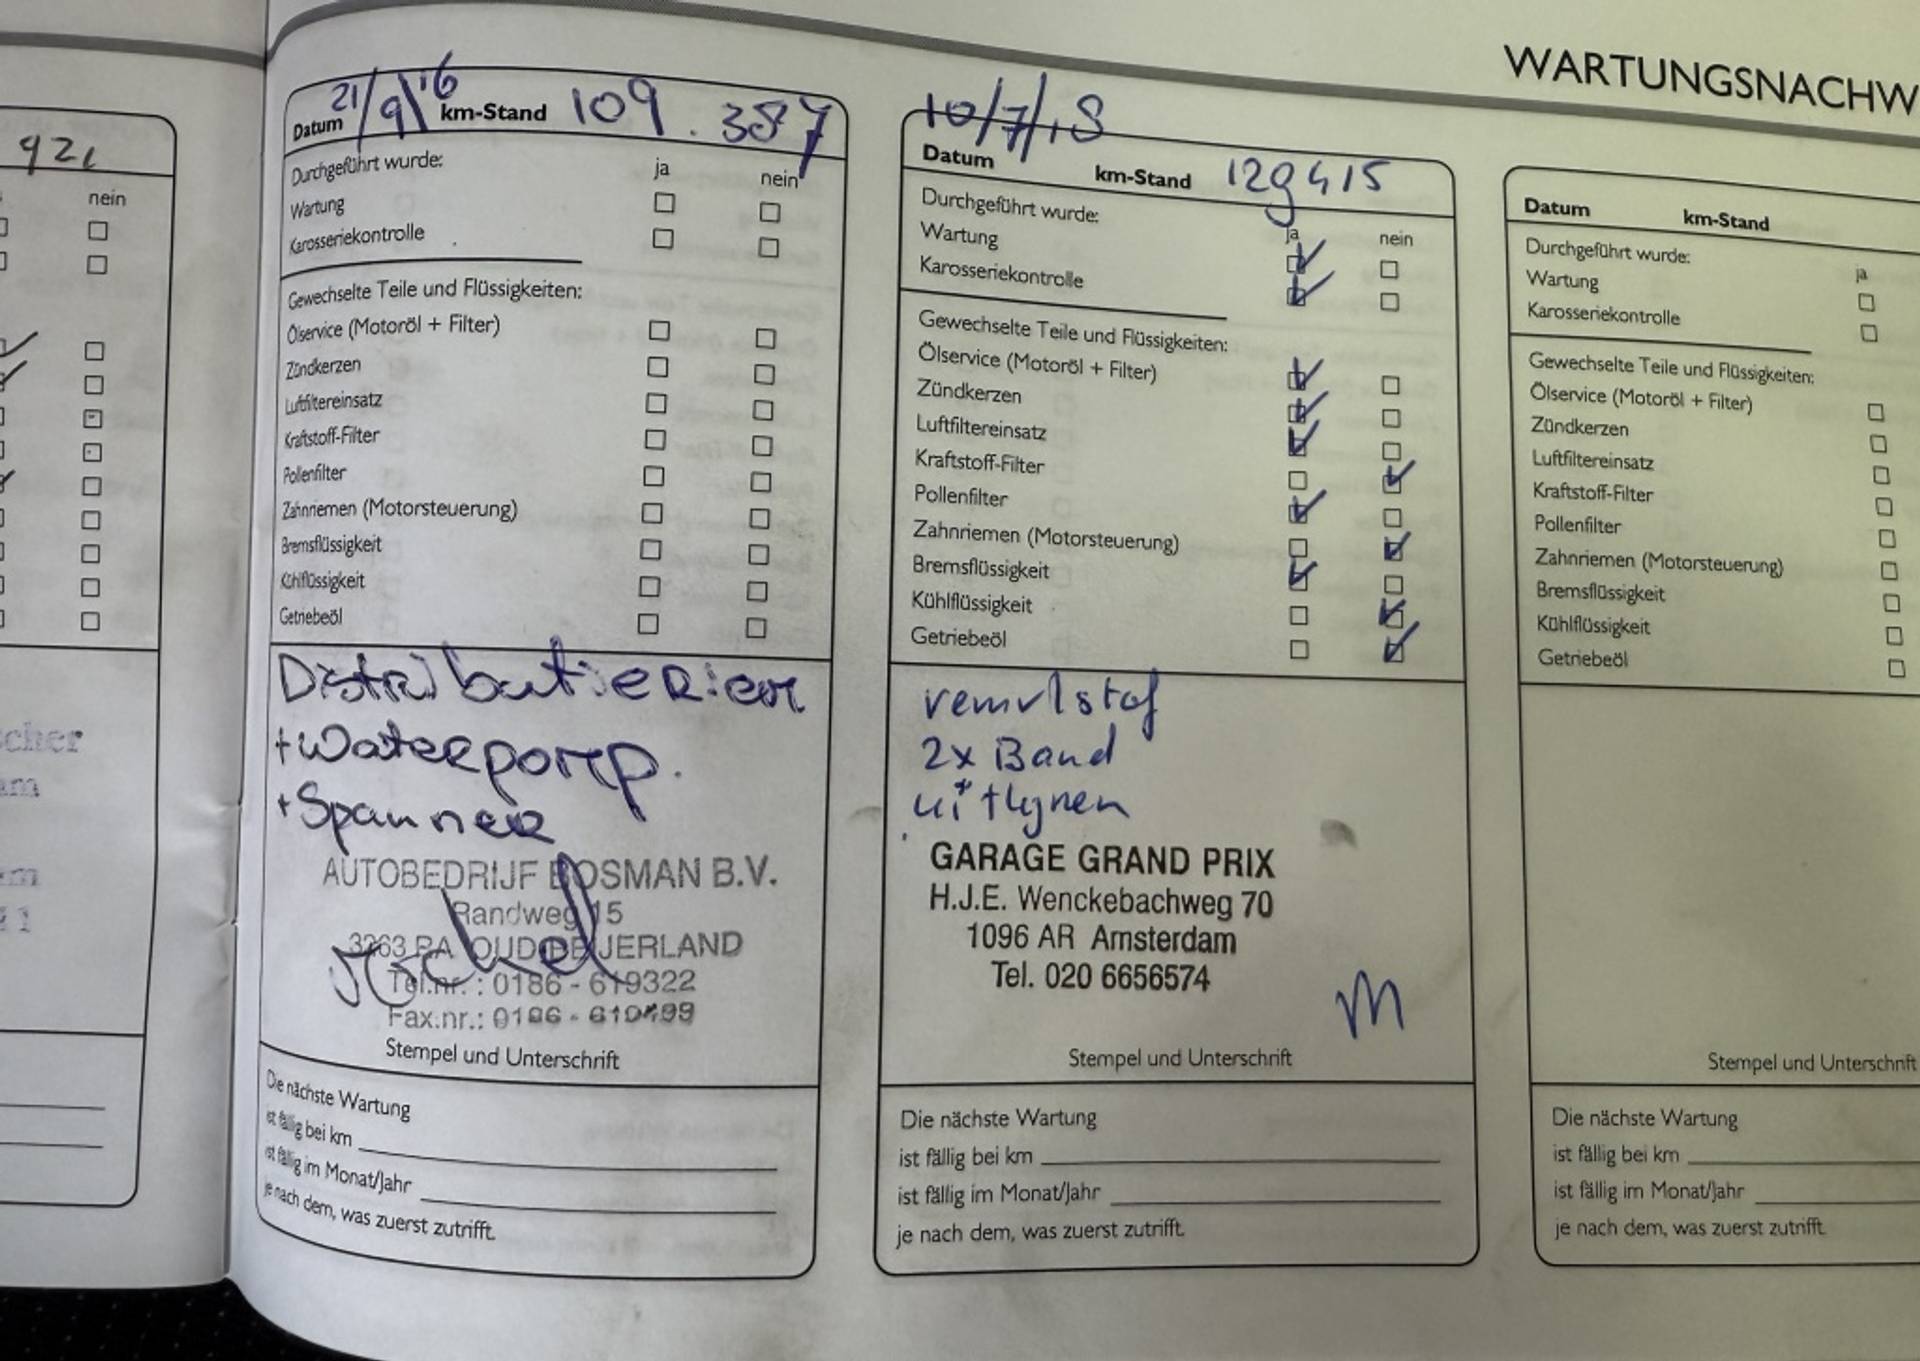 WARTUNGSNACHW
nein
Datum 21/9/'16 km-Stand 109.387
Durchgeführt wurde: ja nein
Wartung
Karosseriekontrolle
Gewechselte Teile und Flüssigkeiten:
Ölservice (Motoröl + Filter)
Zündkerzen
Luftfiltereinsatz
Kraftstoff-Filter
Pollenfilter
Zahnriemen (Motorsteuerung)
Bremsflüssigkeit
Kühlflüssigkeit
Getriebeöl
Distributieriem
+ Waterpomp.
+ Spanner
AUTOBEDRIJF BOSMAN B.V.
Randweg 15
OUD-BEIJERLAND
Tel.nr.: 0186 - 619322
Fax.nr.:
Stempel und Unterschrift
Die nächste Wartung
ist fällig bei km
ist fällig im Monat/Jahr
je nach dem, was zuerst zutrifft.
10/7/18
Datum km-Stand 129415
Durchgeführt wurde: ja nein
Wartung
Karosseriekontrolle
Gewechselte Teile und Flüssigkeiten:
Ölservice (Motoröl + Filter)
Zündkerzen
Luftfiltereinsatz
Kraftstoff-Filter
Pollenfilter
Zahnriemen (Motorsteuerung)
Bremsflüssigkeit
Kühlflüssigkeit
Getriebeöl
remvlstof
2x Band
uitlynen
GARAGE GRAND PRIX
H.J.E. Wenckebachweg 70
1096 AR Amsterdam
Tel. 020 6656574
Stempel und Unterschrift
Die nächste Wartung
ist fällig bei km
ist fällig im Monat/Jahr
je nach dem, was zuerst zutrifft.
Datum km-Stand
Durchgeführt wurde: ja
Wartung
Karosseriekontrolle
Gewechselte Teile und Flüssigkeiten:
Ölservice (Motoröl + Filter)
Zündkerzen
Luftfiltereinsatz
Kraftstoff-Filter
Pollenfilter
Zahnriemen (Motorsteuerung)
Bremsflüssigkeit
Kühlflüssigkeit
Getriebeöl
Stempel und Unterschrift
Die nächste Wartung
ist fällig bei km
ist fällig im Monat/Jahr
je nach dem, was zuerst zutrifft.